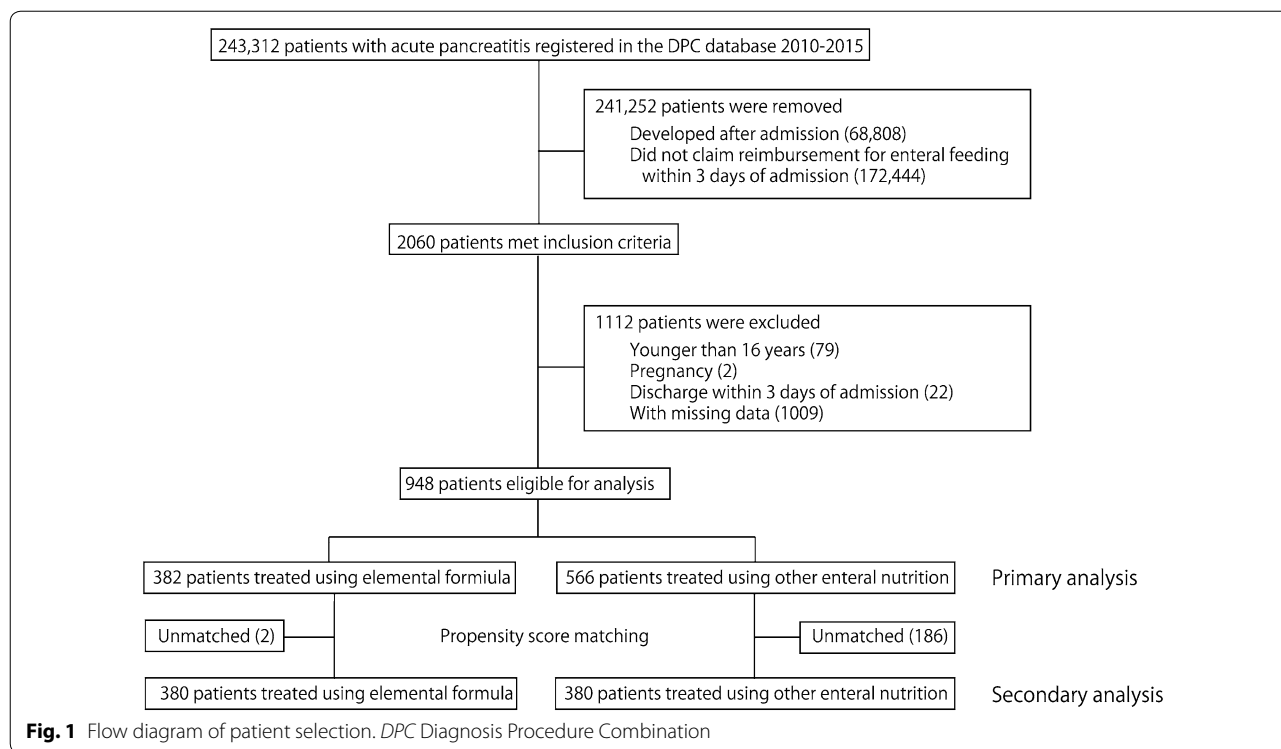 243,312 patients with acute pancreatitis registered in the DPC database 2010-2015
241,252 patients were removed
Developed after admission (68,808)
Did not claim reimbursement for enteral feeding
within 3 days of admission (172,444)
2060 patients met inclusion criteria
1112 patients were excluded
Younger than 16 years (79)
Pregnancy (2)
Discharge within 3 days of admission (22)
With missing data (1009)
948 patients eligible for analysis
382 patients treated using elemental formiula
566 patients treated using other enteral nutrition
Primary analysis
Unmatched (2)
Propensity score matching
Unmatched (186)
380 patients treated using elemental formula
380 patients treated using other enteral nutrition
Secondary analysis
Fig. 1 Flow diagram of patient selection. DPC Diagnosis Procedure Combination